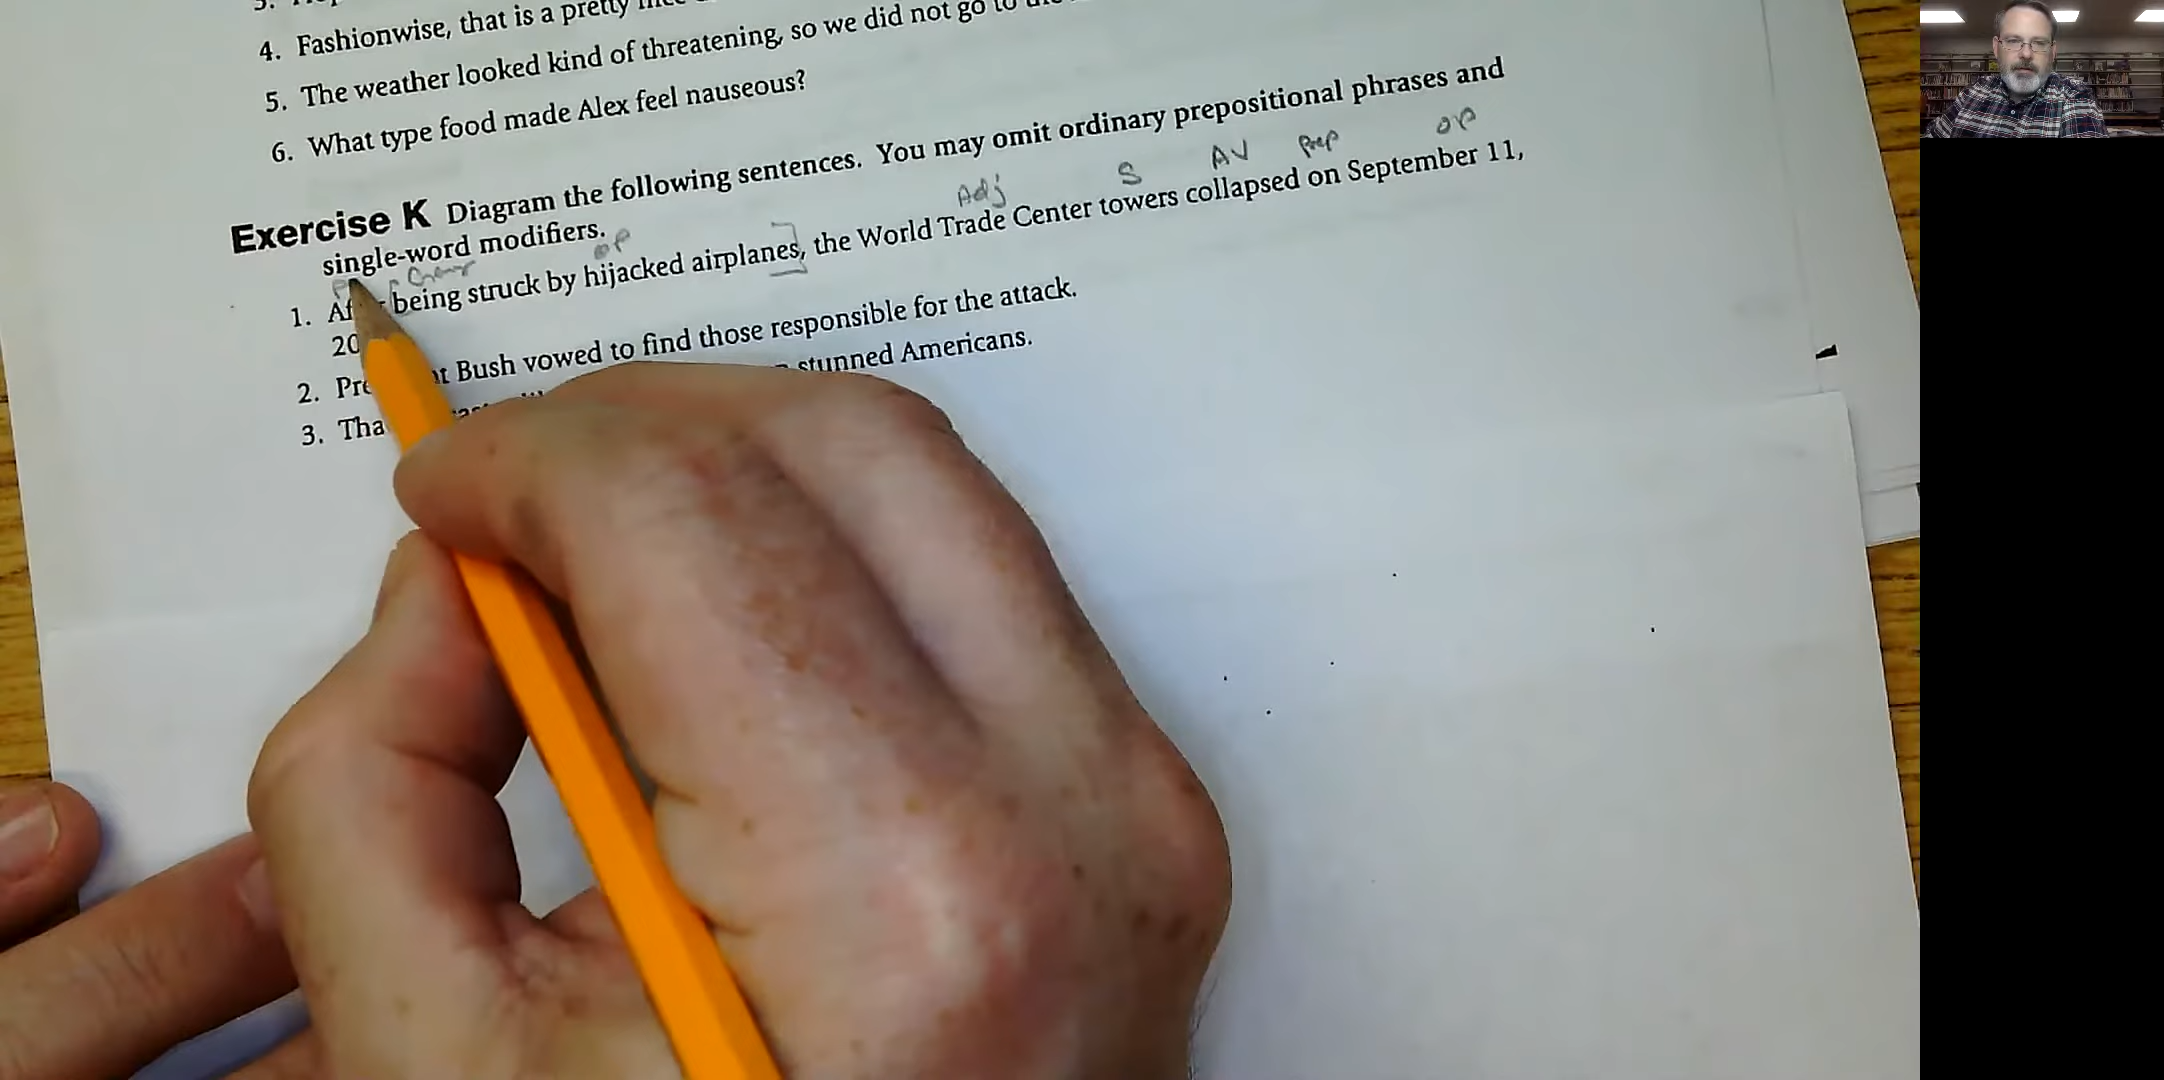 4. Fashionwise, that is a pretty
5. The weather looked kind of threatening, so we did not go to
6. What type food made Alex feel nauseous?
Exercise K Diagram the following sentences. You may omit ordinary prepositional phrases and
single-word modifiers.
Adj S AV Prep OP
OP
1. being struck by hijacked airplanes, the World Trade Center towers collapsed on September 11,
20
2. Bush vowed to find those responsible for the attack.
3. stunned Americans.